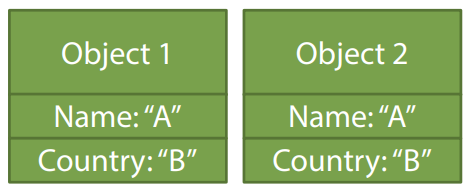 Object 1
Name: “A”
Country: “B”
Object 2
Name: “A”
Country: “B”